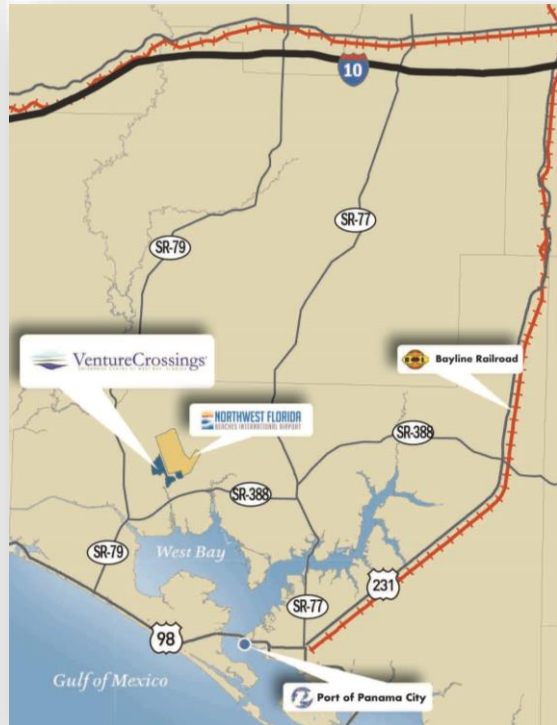 10
SR-79
SR-77
VentureCrossings
Bayline Railroad
NORTHWEST FLORIDA
BEACHES INTERNATIONAL AIRPORT
SR-388
SR-388
SR-79
West Bay
231
SR-77
98
Gulf of Mexico
Port of Panama City